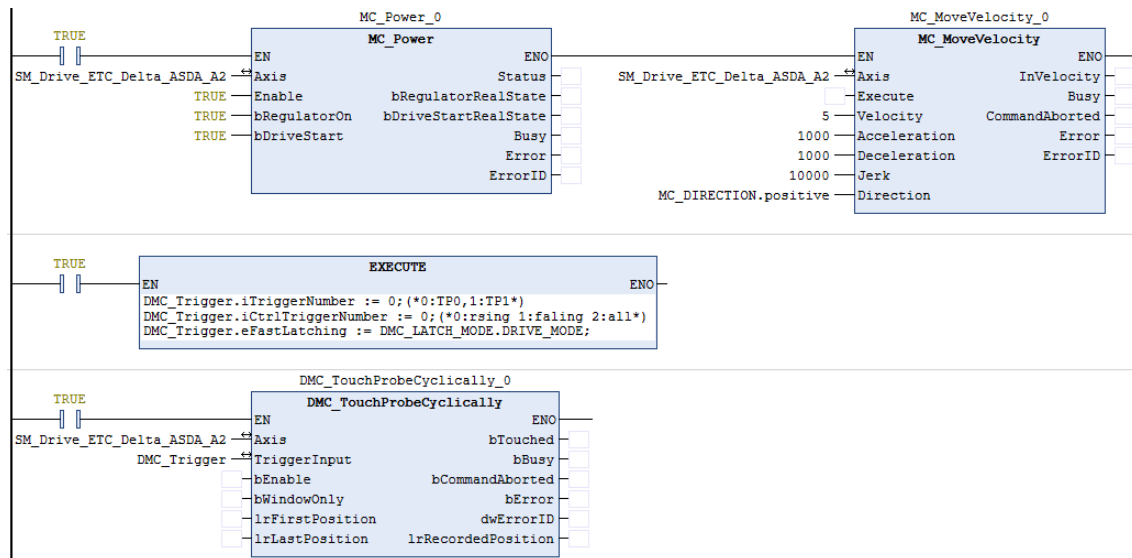 MC_Power_0 MC_MoveVelocity_0
TRUE MC_Power MC_MoveVelocity
EN ENO EN ENO
SM_Drive_ETC_Delta_ASDA_A2 Axis Status SM_Drive_ETC_Delta_ASDA_A2 Axis InVelocity
TRUE Enable bRegulatorRealState Execute Busy
TRUE bRegulatorOn bDriveStartRealState 5 Velocity CommandAborted
TRUE bDriveStart Busy 1000 Acceleration Error
Error 1000 Deceleration ErrorID
ErrorID 10000 Jerk
MC_DIRECTION.positive Direction
TRUE EXECUTE
EN ENO
DMC_Trigger.iTriggerNumber := 0;(*0:TP0,1:TP1*)
DMC_Trigger.iCtrlTriggerNumber := 0;(*0:rsing 1:faling 2:all*)
DMC_Trigger.eFastLatching := DMC_LATCH_MODE.DRIVE_MODE;
DMC_TouchProbeCyclically_0
TRUE DMC_TouchProbeCyclically
EN ENO
SM_Drive_ETC_Delta_ASDA_A2 Axis bTouched
DMC_Trigger TriggerInput bBusy
bEnable bCommandAborted
bWindowOnly bError
lrFirstPosition dwErrorID
lrLastPosition lrRecordedPosition